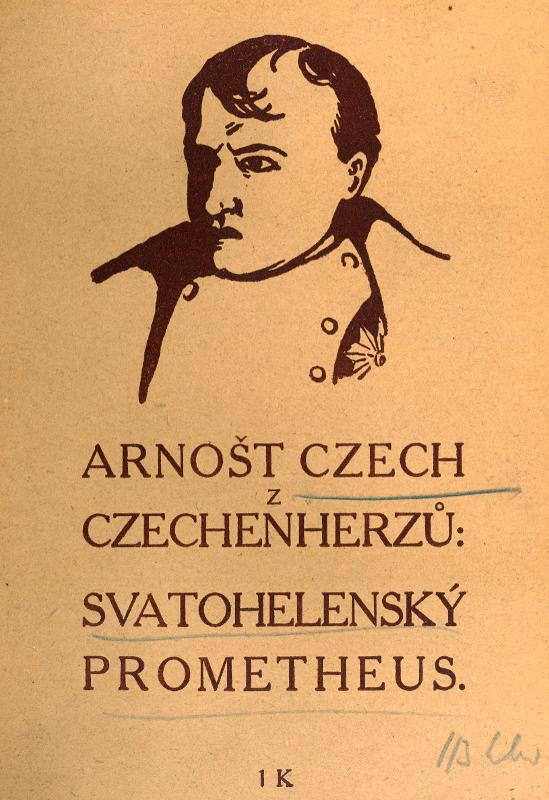 ARNOŠT CZECH
Z
CZECHENHERZŮ:
SVATOHELENSKÝ
PROMETHEUS.
1 K